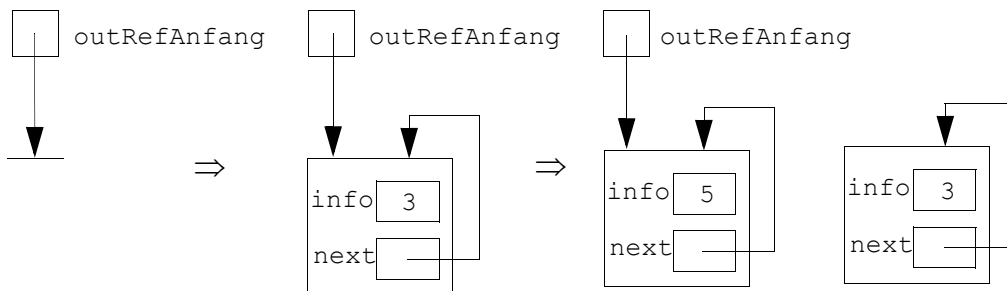 outRefAnfang outRefAnfang outRefAnfang
⇒ ⇒
info 3 info 5 info 3
next next next